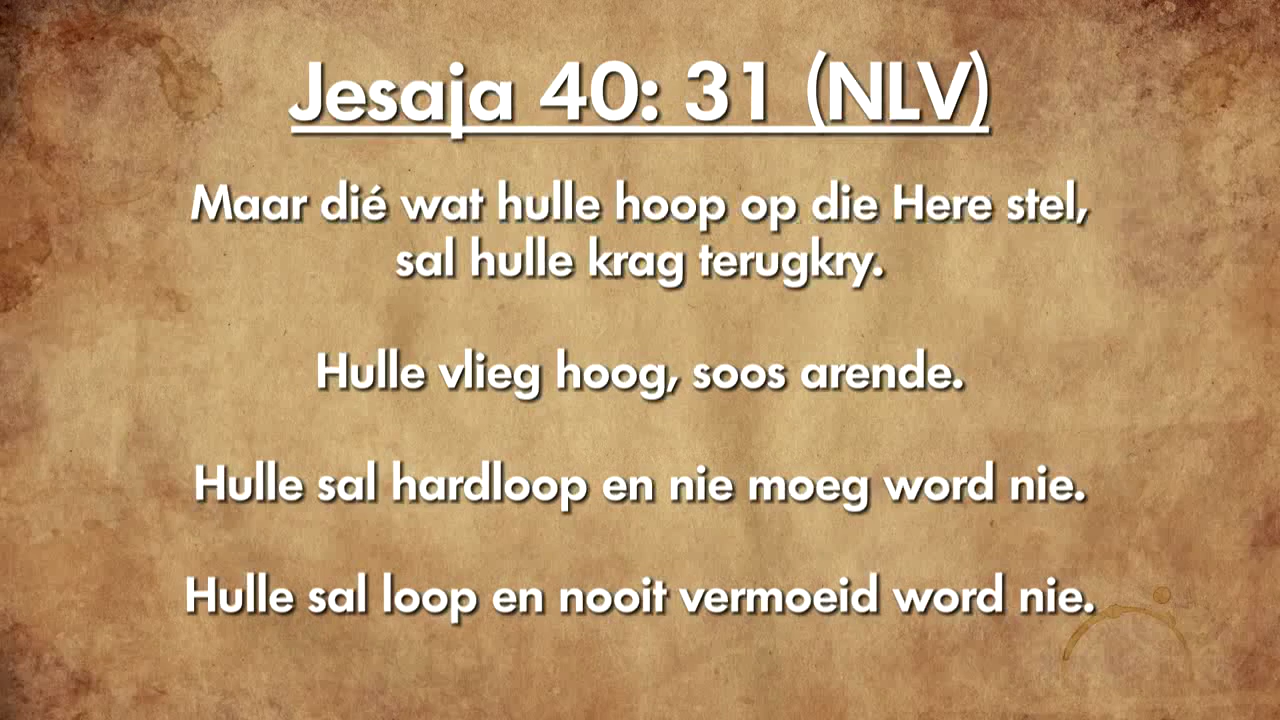 Jesaja 40: 31 (NLV)
Maar dié wat hulle hoop op die Here stel,
sal hulle krag terugkry.
Hulle vlieg hoog, soos arende.
Hulle sal hardloop en nie moeg word nie.
Hulle sal loop en nooit vermoeid word nie.